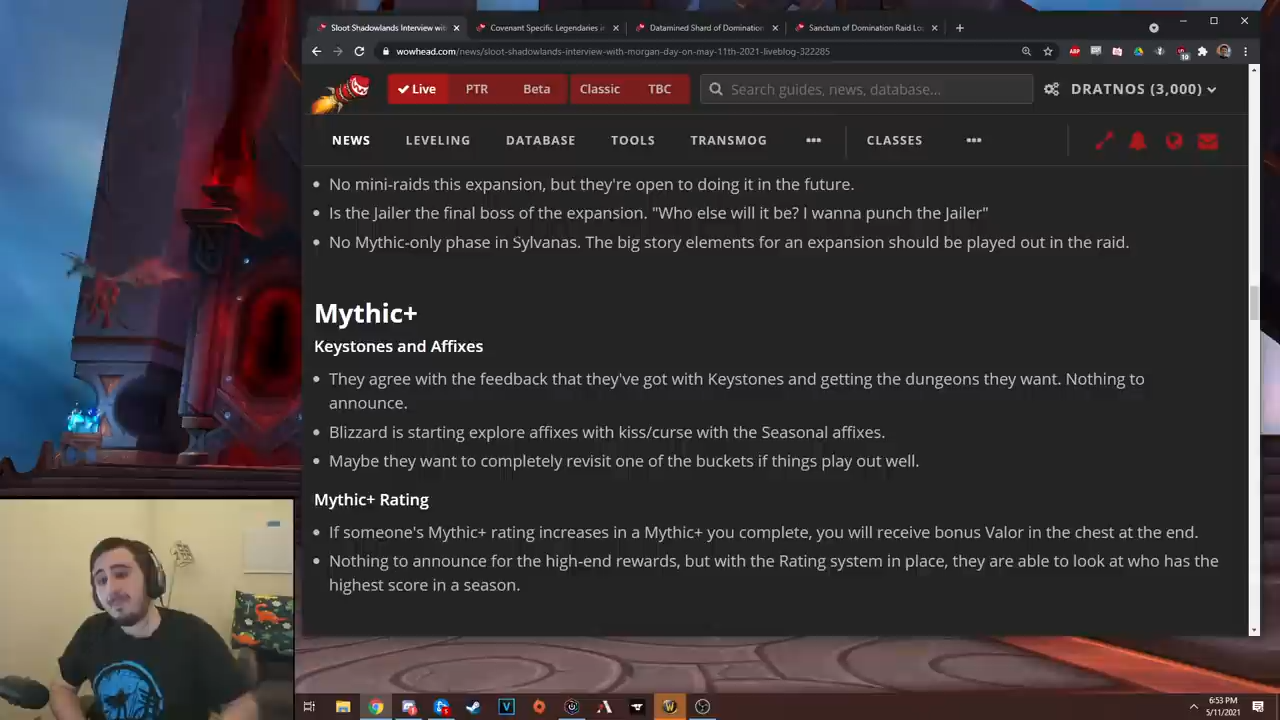 Sloot Shadowlands Interview with
Covenant Specific Legendaries
Datamined Shard of Domination
Sanctum of Domination Raid Lo
wowhead.com/news/sloot-shadowlands-interview-with-morgan-day-on-may-11th-2021-liveblog-322285
Live
PTR
Beta
Classic
TBC
Search guides, news, database...
DRATNOS (3,000)
NEWS
LEVELING
DATABASE
TOOLS
TRANSMOG
CLASSES
• No mini-raids this expansion, but they're open to doing it in the future.
• Is the Jailer the final boss of the expansion. "Who else will it be? I wanna punch the Jailer"
• No Mythic-only phase in Sylvanas. The big story elements for an expansion should be played out in the raid.
Mythic+
Keystones and Affixes
• They agree with the feedback that they've got with Keystones and getting the dungeons they want. Nothing to
announce.
• Blizzard is starting explore affixes with kiss/curse with the Seasonal affixes.
• Maybe they want to completely revisit one of the buckets if things play out well.
Mythic+ Rating
• If someone's Mythic+ rating increases in a Mythic+ you complete, you will receive bonus Valor in the chest at the end.
• Nothing to announce for the high-end rewards, but with the Rating system in place, they are able to look at who has the
highest score in a season.
6:53 PM
5/11/2021